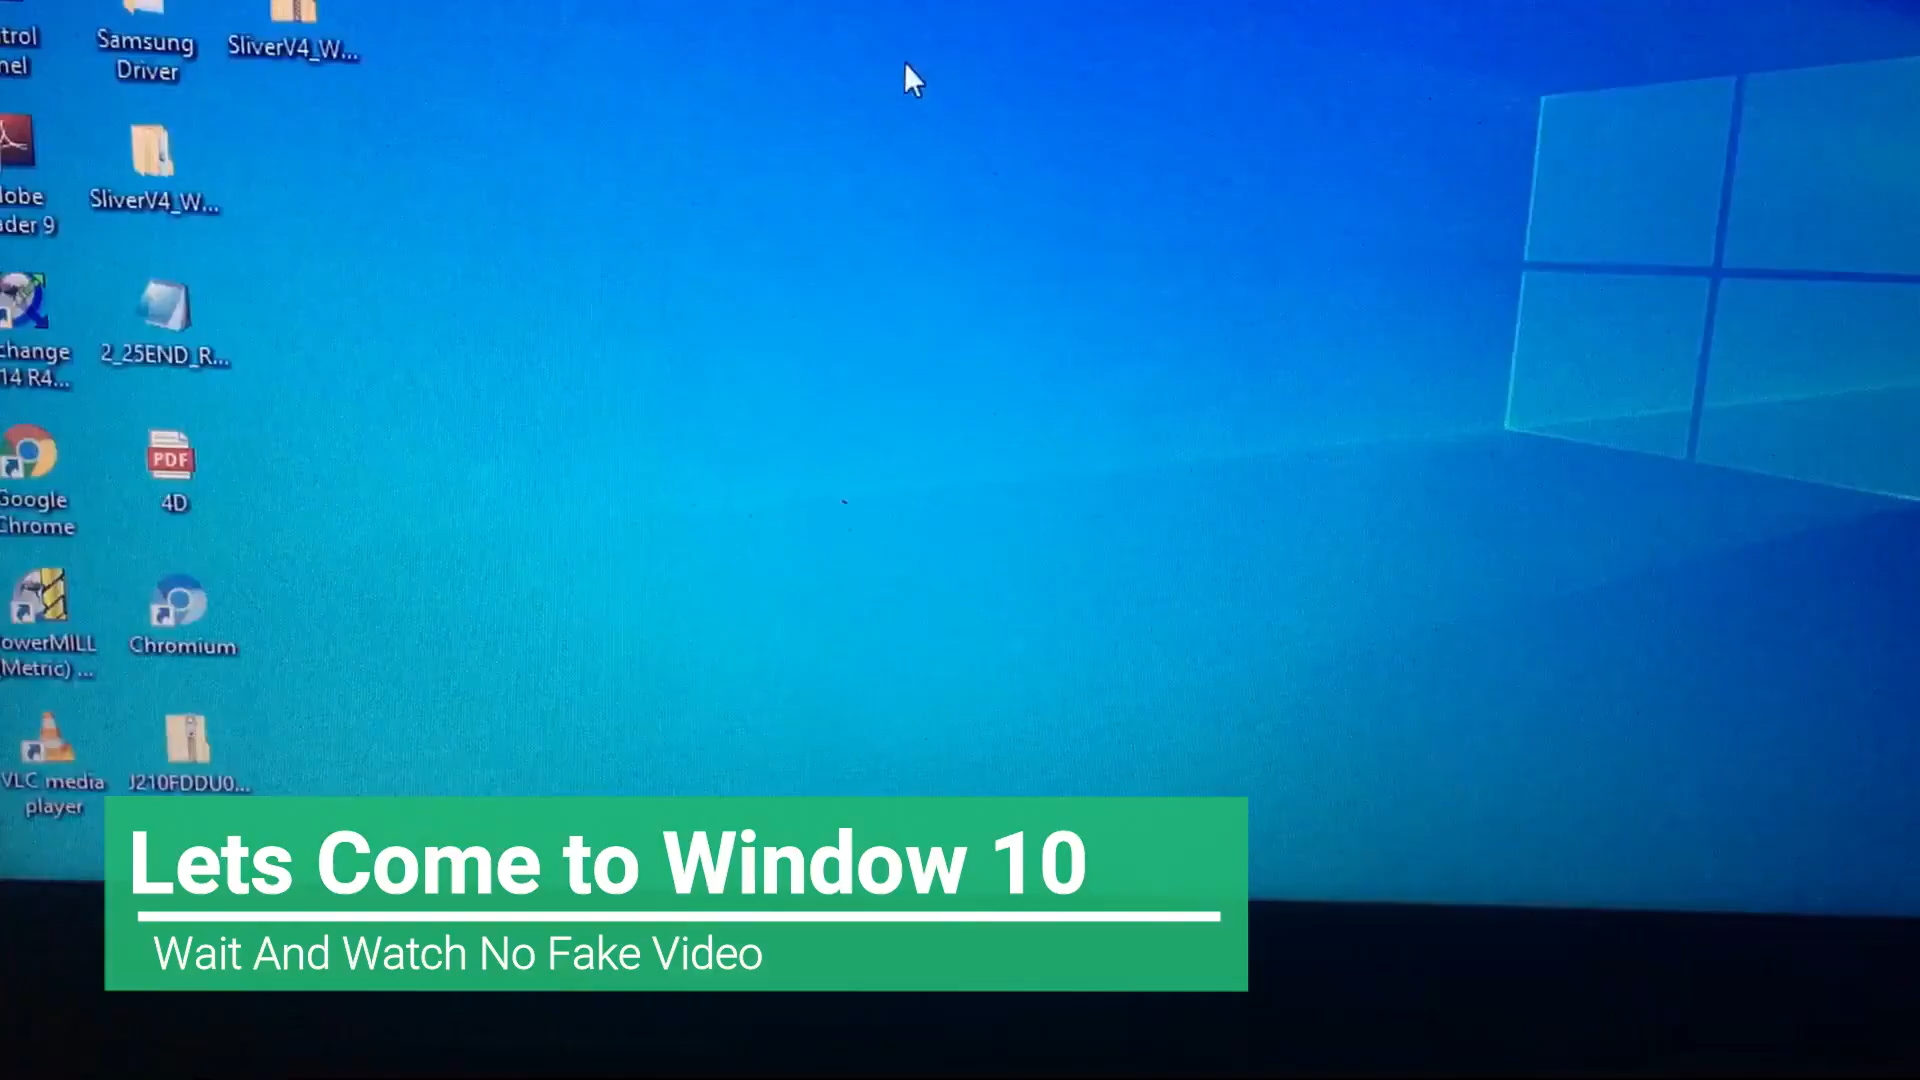 trol
nel
Samsung
Driver
SliverV4_W...
lobe
ader 9
SliverV4_W...
change
14 R4...
2_25END_R...
Google
Chrome
PDF
4D
owerMILL
(Metric) ...
Chromium
VLC media
player
J210FDDU0...
Lets Come to Window 10
Wait And Watch No Fake Video